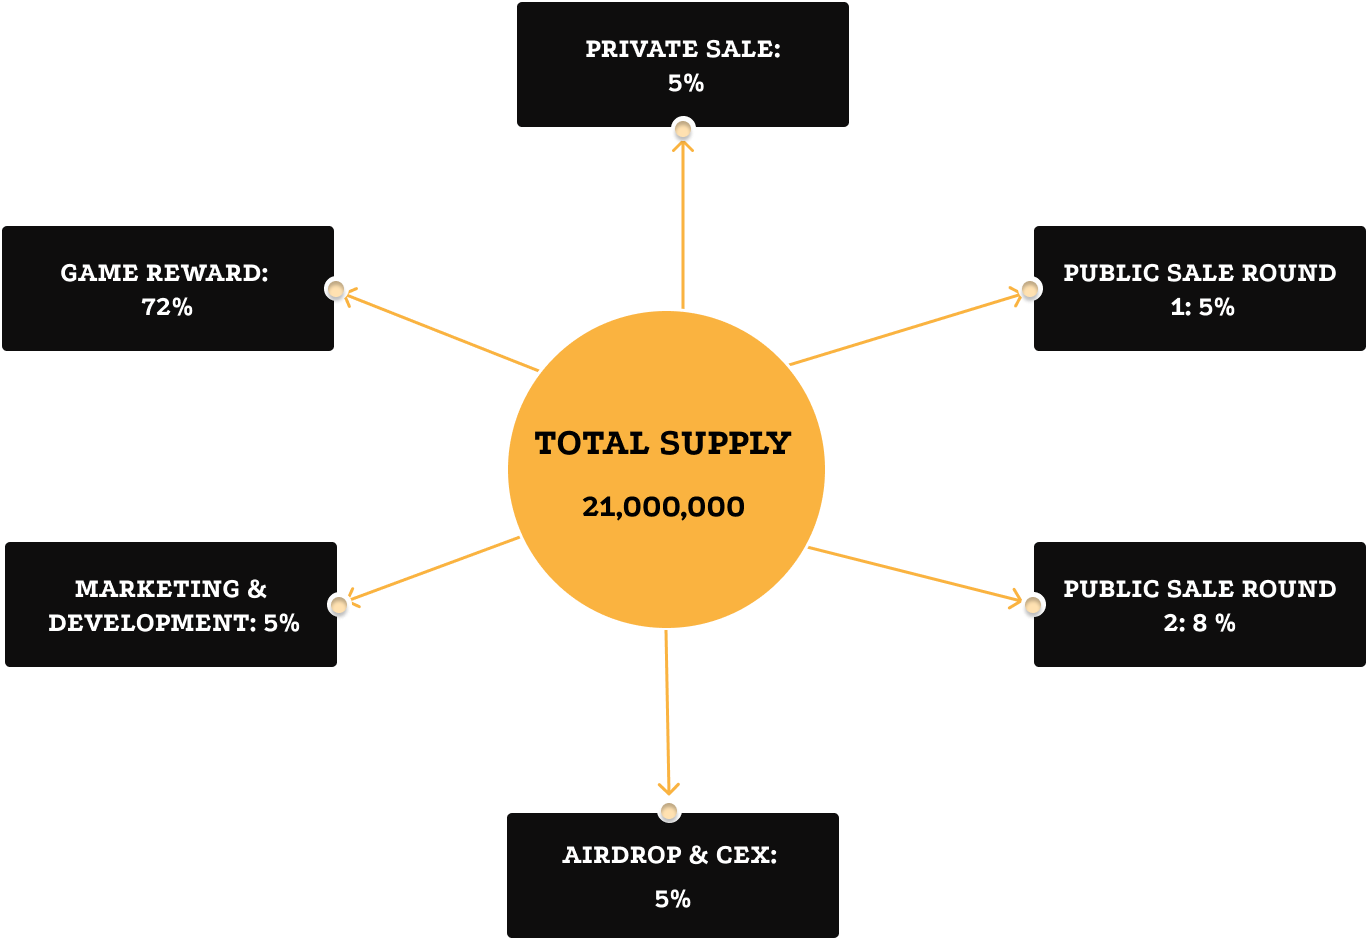 PRIVATE SALE:
5%
GAME REWARD:
72%
PUBLIC SALE ROUND
1: 5%
TOTAL SUPPLY
21,000,000
MARKETING &
DEVELOPMENT: 5%
PUBLIC SALE ROUND
2: 8 %
AIRDROP & CEX:
5%